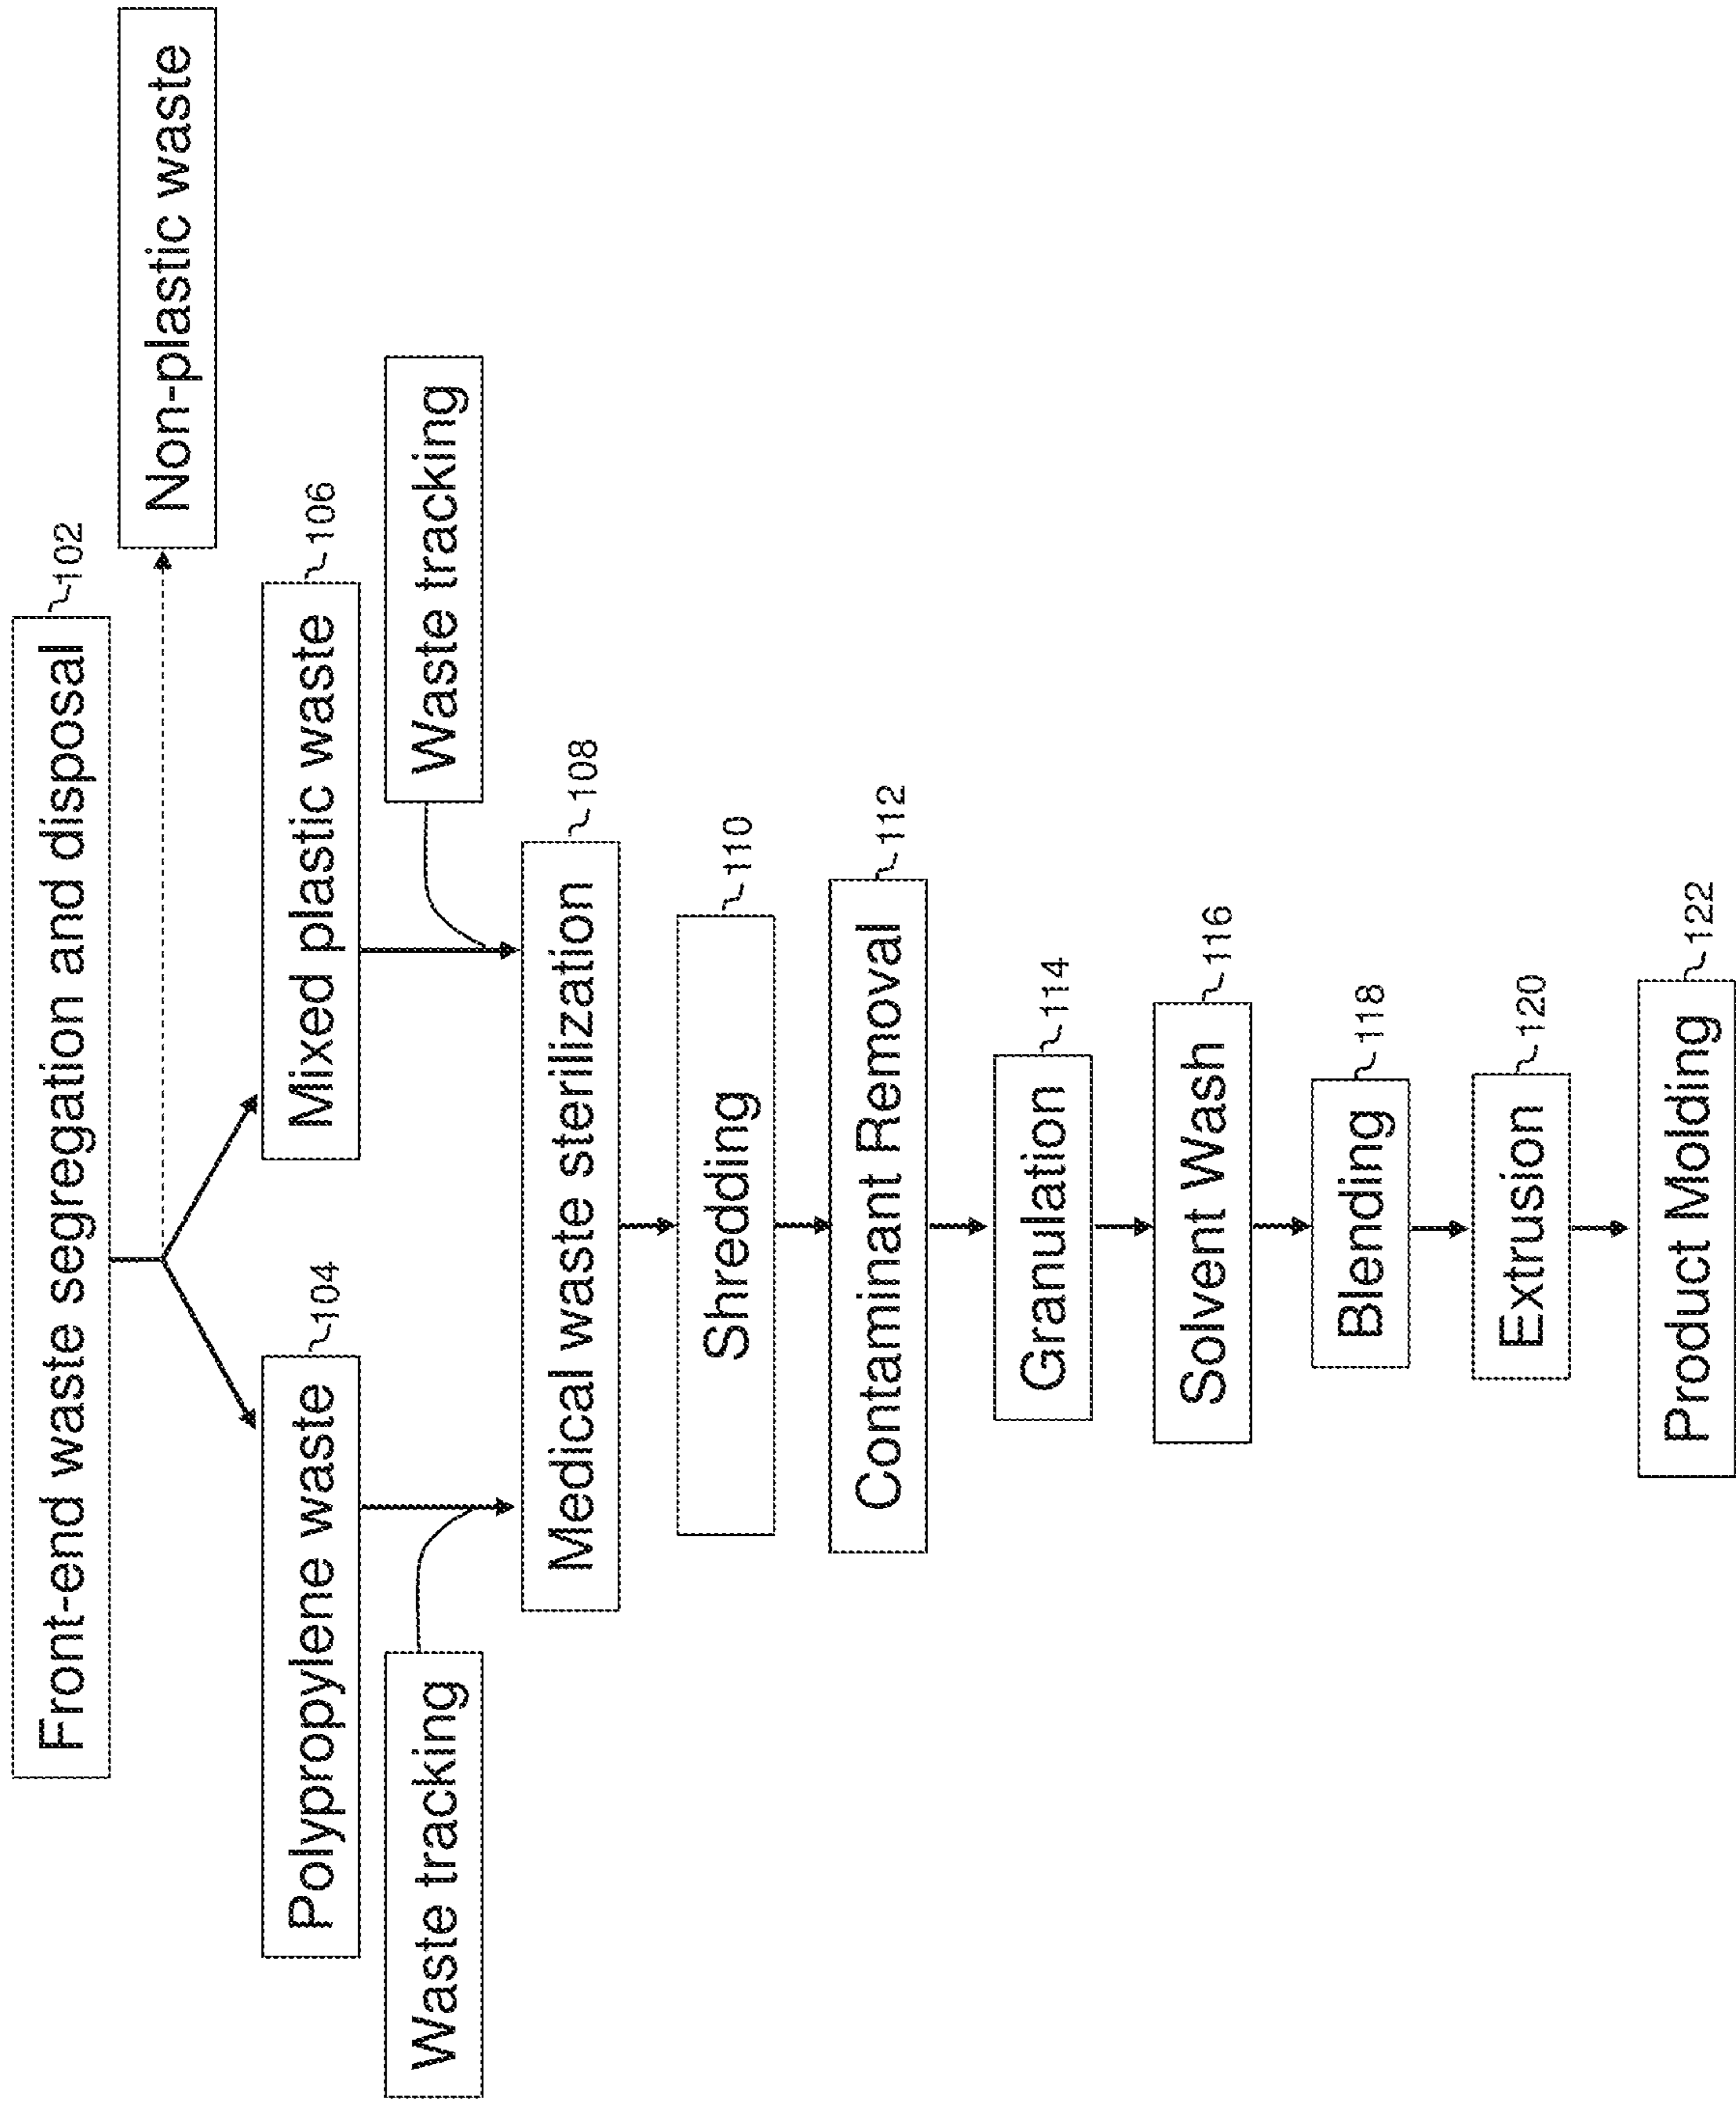 Front-end waste segregation and disposal
102
Non-plastic waste
Polypropylene waste
104
Mixed plastic waste
106
Waste tracking
Waste tracking
Medical waste sterilization
108
Shredding
110
Contaminant Removal
112
Granulation
114
Solvent Wash
116
Blending
118
Extrusion
120
Product Molding
122